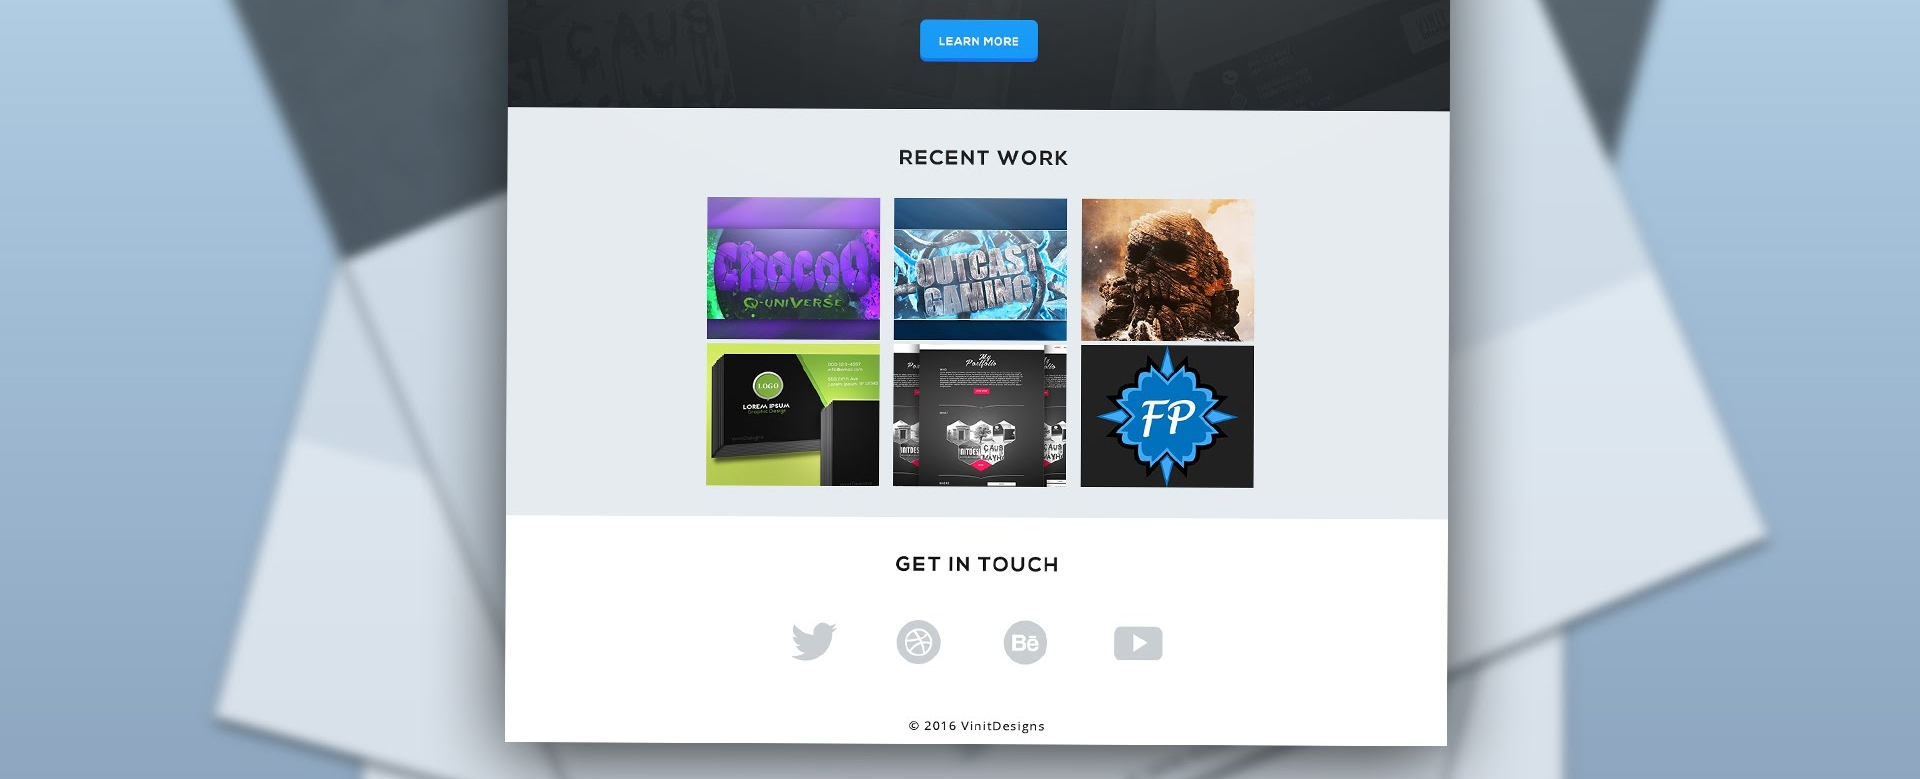 LEARN MORE
RECENT WORK
ChocoO
Q-UNIVERSE
OUTCAST
GAMING
LOGO
LOREM IPSUM
Graphic Design
My
Portfolio
FP
GET IN TOUCH
Bē
© 2016 VinitDesigns